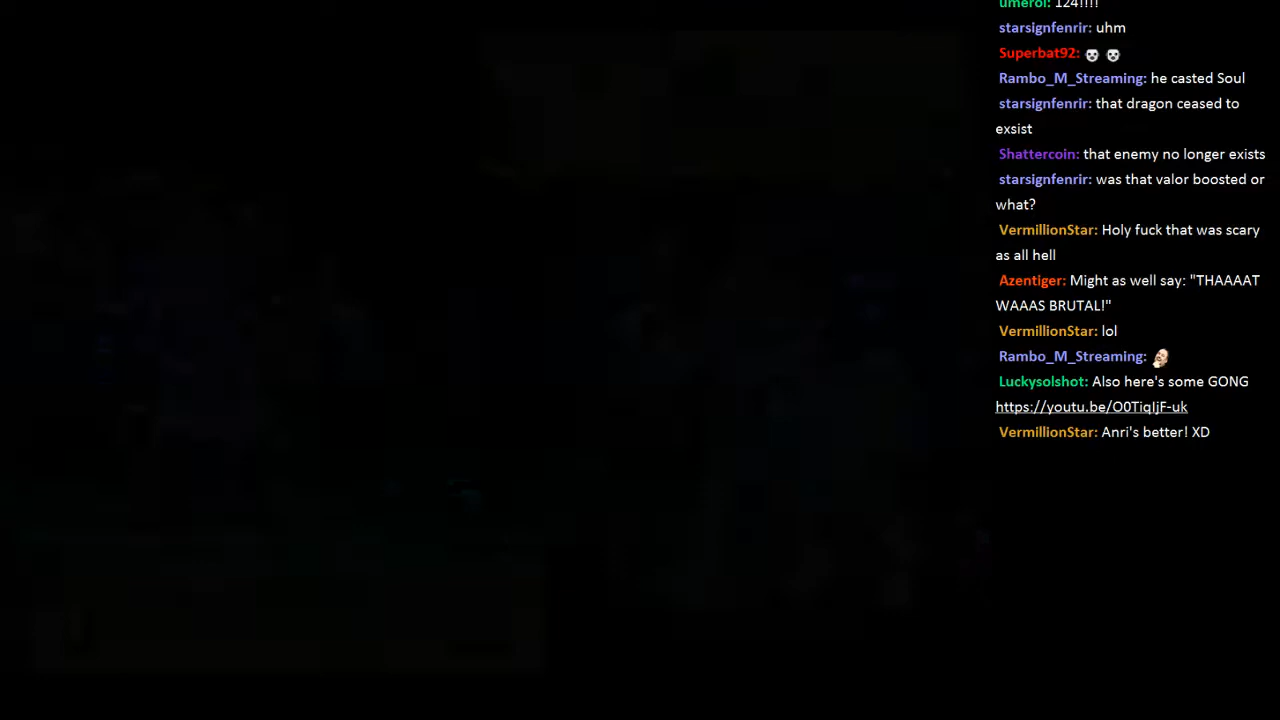 umerol: 124!!!!
starsignfenrir: uhm
Superbat92:
Rambo_M_Streaming: he casted Soul
starsignfenrir: that dragon ceased to
exsist
Shattercoin: that enemy no longer exists
starsignfenrir: was that valor boosted or
what?
VermillionStar: Holy fuck that was scary
as all hell
Azentiger: Might as well say: "THAAAAT
WAAAS BRUTAL!"
VermillionStar: lol
Rambo_M_Streaming:
Luckysolshot: Also here's some GONG
https://youtu.be/O0TiqIjF-uk
VermillionStar: Anri's better! XD